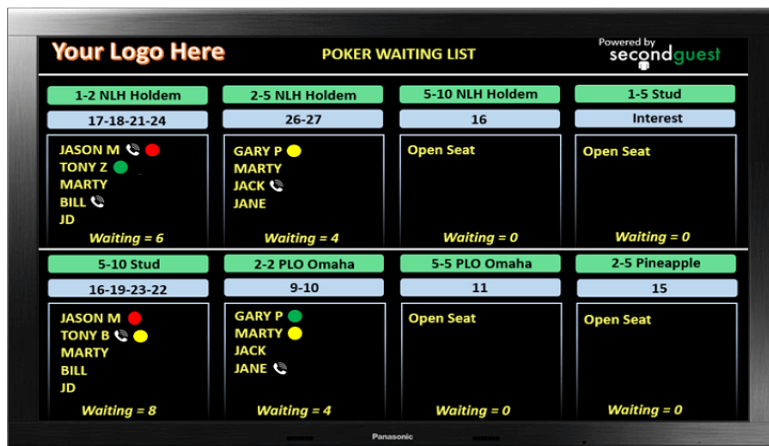 Your Logo Here
POKER WAITING LIST
Powered by
secondguest
1-2 NLH Holdem
17-18-21-24
JASON M
TONY Z
MARTY
BILL
JD
Waiting = 6
2-5 NLH Holdem
26-27
GARY P
MARTY
JACK
JANE
Waiting = 4
5-10 NLH Holdem
16
Open Seat
Waiting = 0
1-5 Stud
Interest
Open Seat
Waiting = 0
5-10 Stud
16-19-23-22
JASON M
TONY B
MARTY
BILL
JD
Waiting = 8
2-2 PLO Omaha
9-10
GARY P
MARTY
JACK
JANE
Waiting = 4
5-5 PLO Omaha
11
Open Seat
Waiting = 0
2-5 Pineapple
15
Open Seat
Waiting = 0
Panasonic